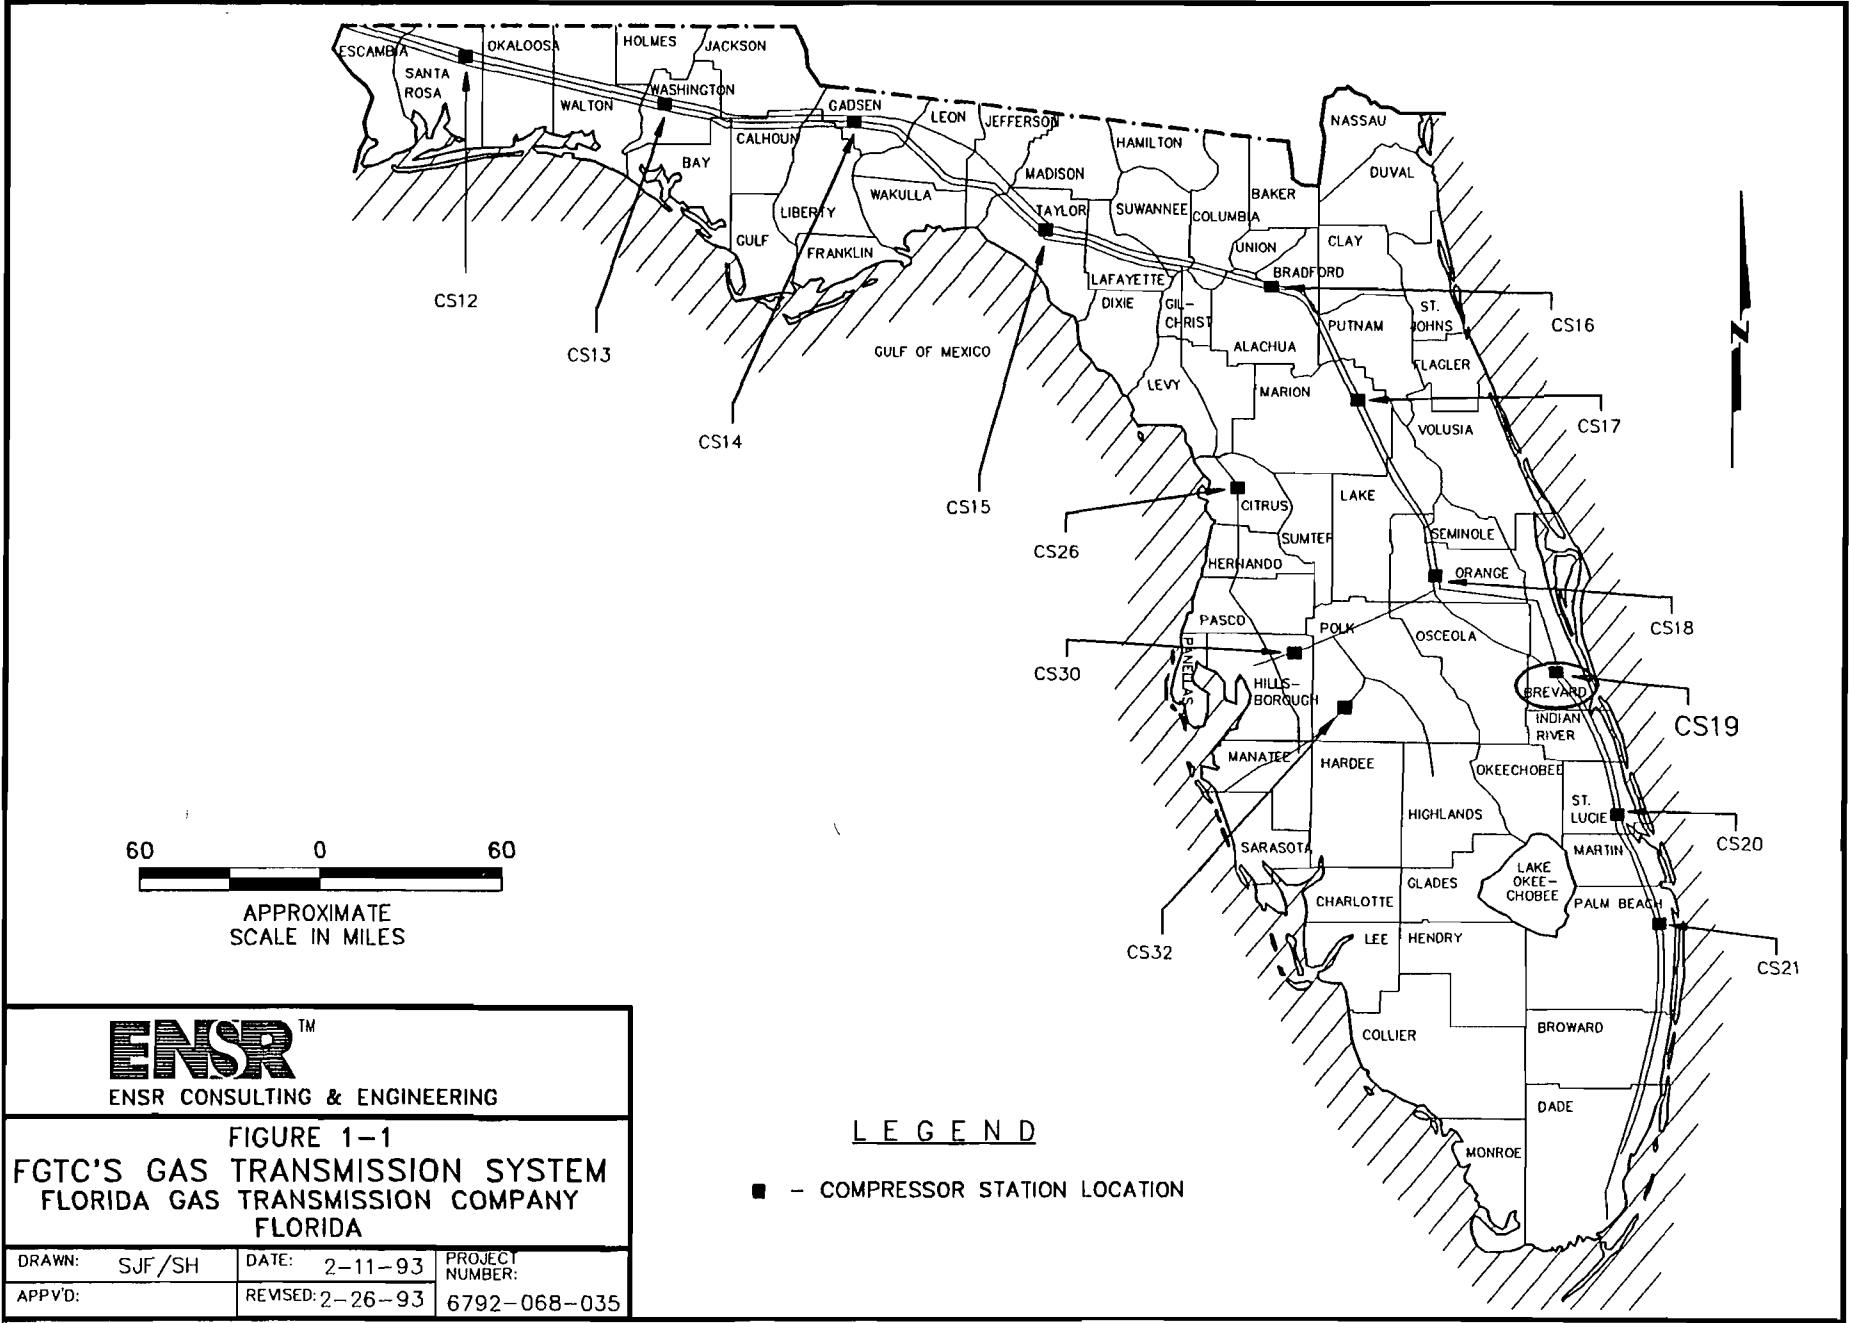 ESCAMBIA
SANTA
ROSA
OKALOOSA
WALTON
HOLMES
JACKSON
WASHINGTON
BAY
CALHOUN
GULF
GADSEN
LIBERTY
FRANKLIN
LEON
WAKULLA
JEFFERSON
MADISON
TAYLOR
HAMILTON
SUWANNEE
LAFAYETTE
DIXIE
GIL-
CHRIST
COLUMBIA
BAKER
UNION
BRADFORD
NASSAU
DUVAL
CLAY
ST.
JOHNS
PUTNAM
ALACHUA
FLAGLER
LEVY
MARION
VOLUSIA
CITRUS
SUMTER
LAKE
SEMINOLE
HERNANDO
ORANGE
PASCO
POLK
OSCEOLA
PANELLAS
HILLS-
BOROUGH
BREVARD
INDIAN
RIVER
MANATEE
HARDEE
OKEECHOBEE
HIGHLANDS
ST.
LUCIE
SARASOTA
MARTIN
LAKE
OKEE-
CHOBEE
GLADES
CHARLOTTE
PALM BEACH
LEE
HENDRY
COLLIER
BROWARD
DADE
MONROE
GULF OF MEXICO
CS12
CS13
CS14
CS15
CS16
CS17
CS26
CS18
CS30
CS19
CS20
CS32
CS21
N
60 0 60
APPROXIMATE
SCALE IN MILES
LEGEND
- COMPRESSOR STATION LOCATION
ENSR™
ENSR CONSULTING & ENGINEERING
FIGURE 1-1
FGTC'S GAS TRANSMISSION SYSTEM
FLORIDA GAS TRANSMISSION COMPANY
FLORIDA
DRAWN: SJF/SH
DATE: 2-11-93
PROJECT
NUMBER:
6792-068-035
APPV'D:
REVISED: 2-26-93